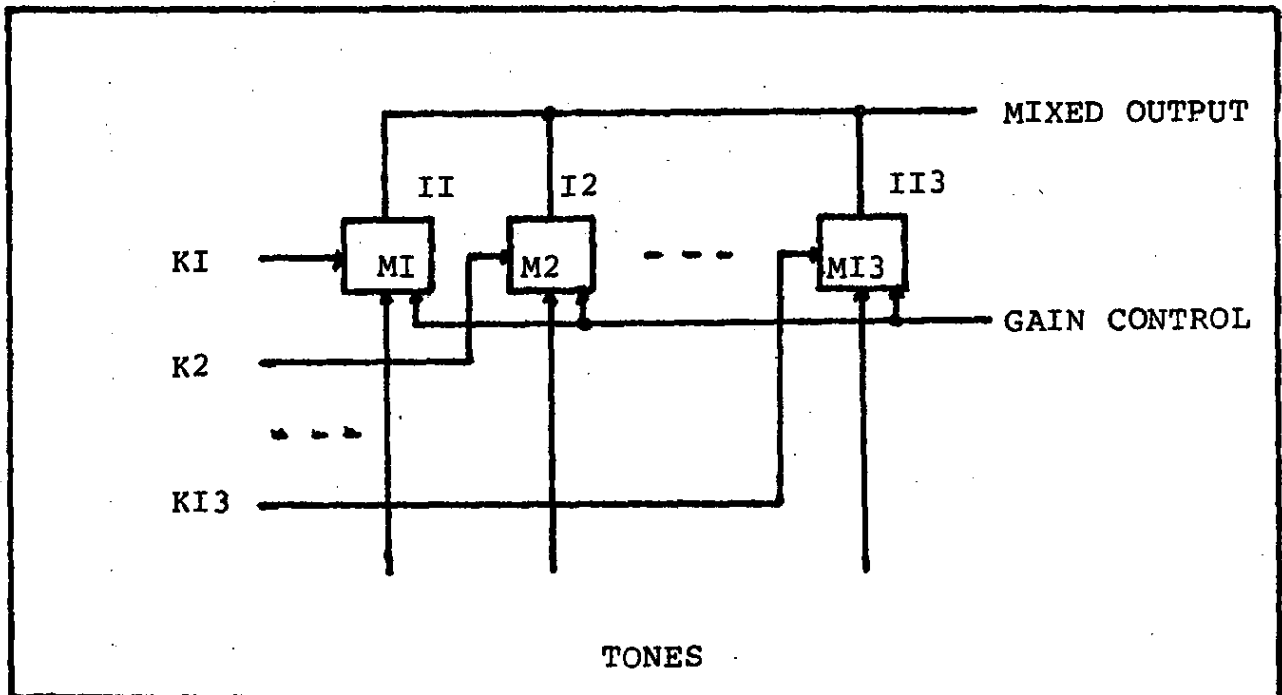 MIXED OUTPUT
II I2 II3
KI MI M2 - - - MI3
GAIN CONTROL
K2
- - -
KI3
TONES